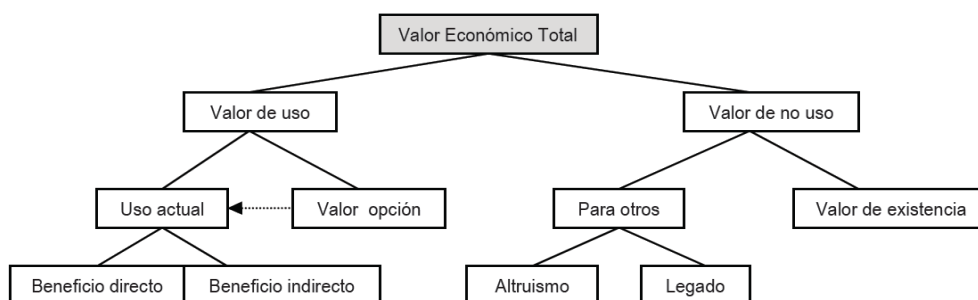 Valor Económico Total
Valor de uso
Valor de no uso
Uso actual
Valor opción
Para otros
Valor de existencia
Beneficio directo
Beneficio indirecto
Altruismo
Legado